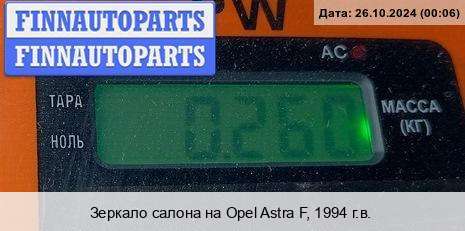 FINNAUTOPARTS
FINNAUTOPARTS
Дата: 26.10.2024 (00:06)
AC
ТАРА
НОЛЬ
0.260
МАССА
(КГ)
Зеркало салона на Opel Astra F, 1994 г.в.